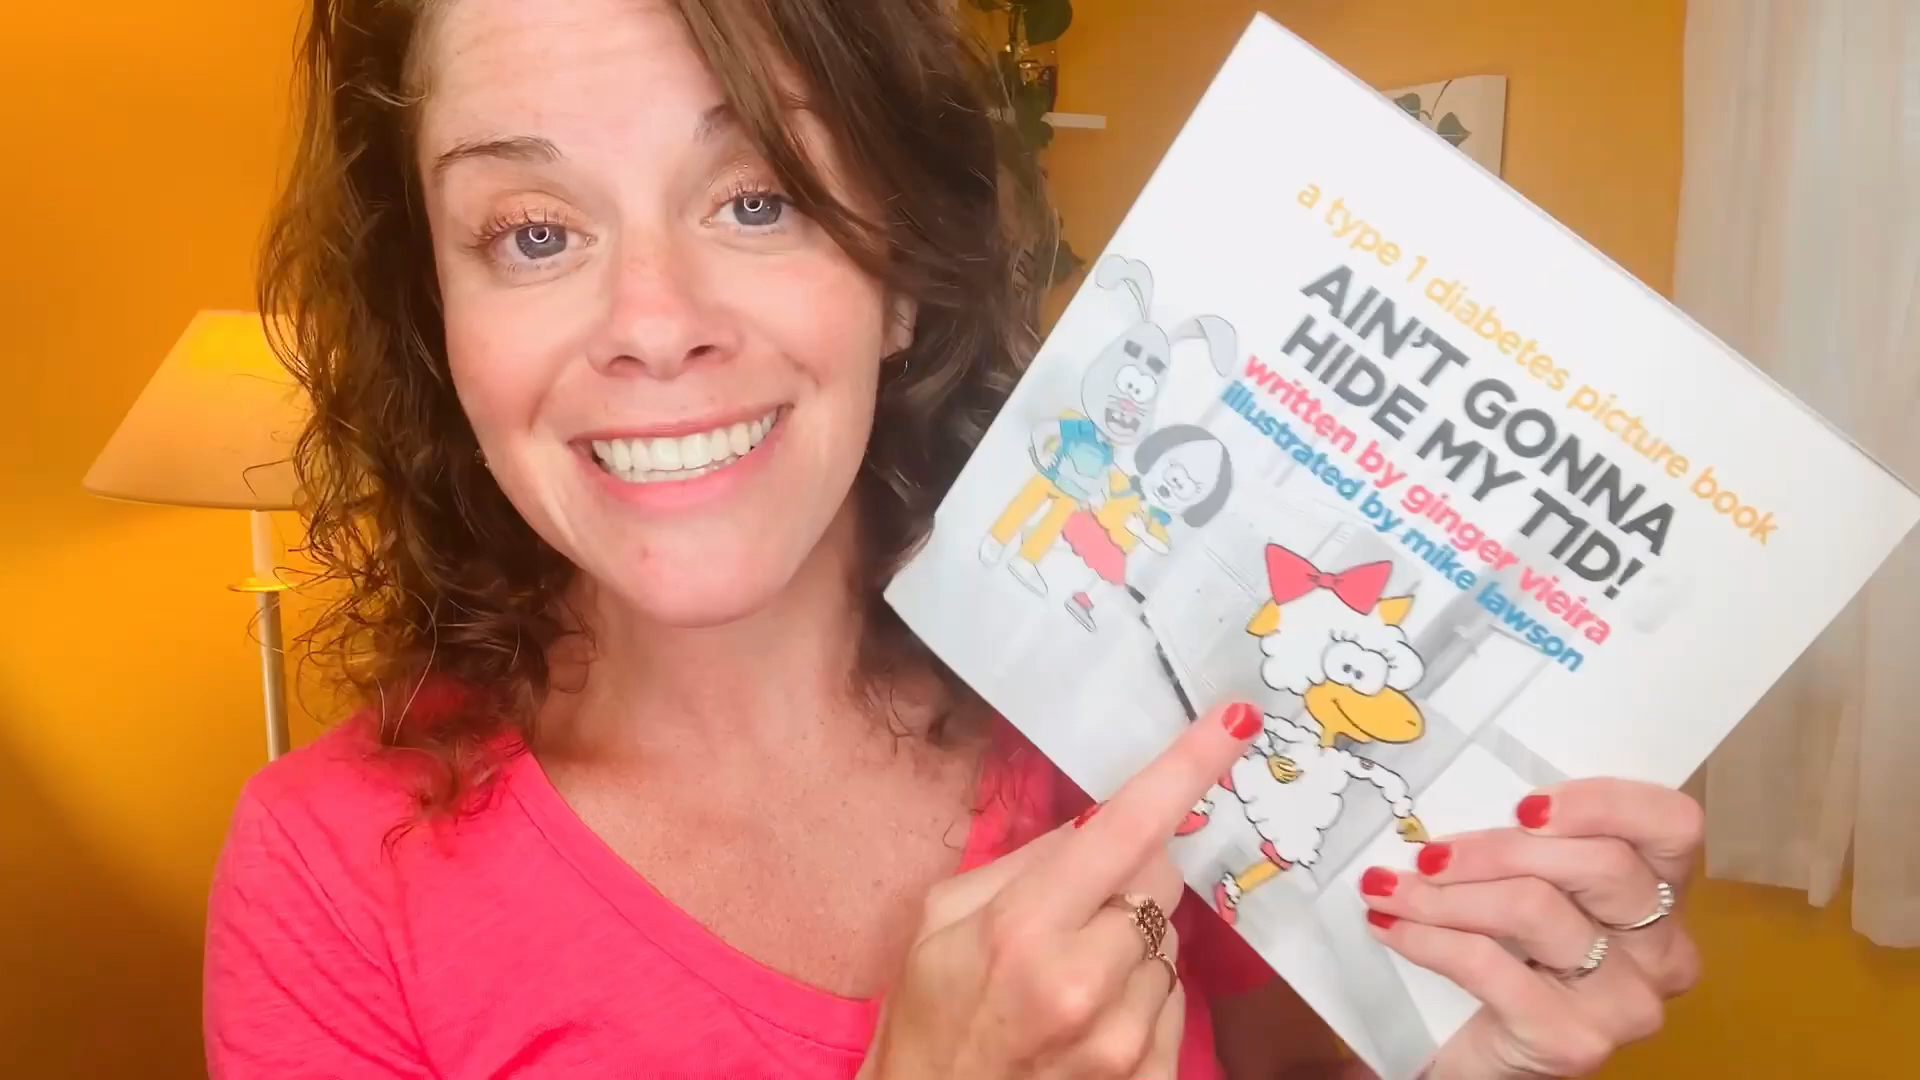 a type 1 diabetes picture book
AIN'T GONNA
HIDE MY T1D!
written by ginger vieira
illustrated by mike lawson